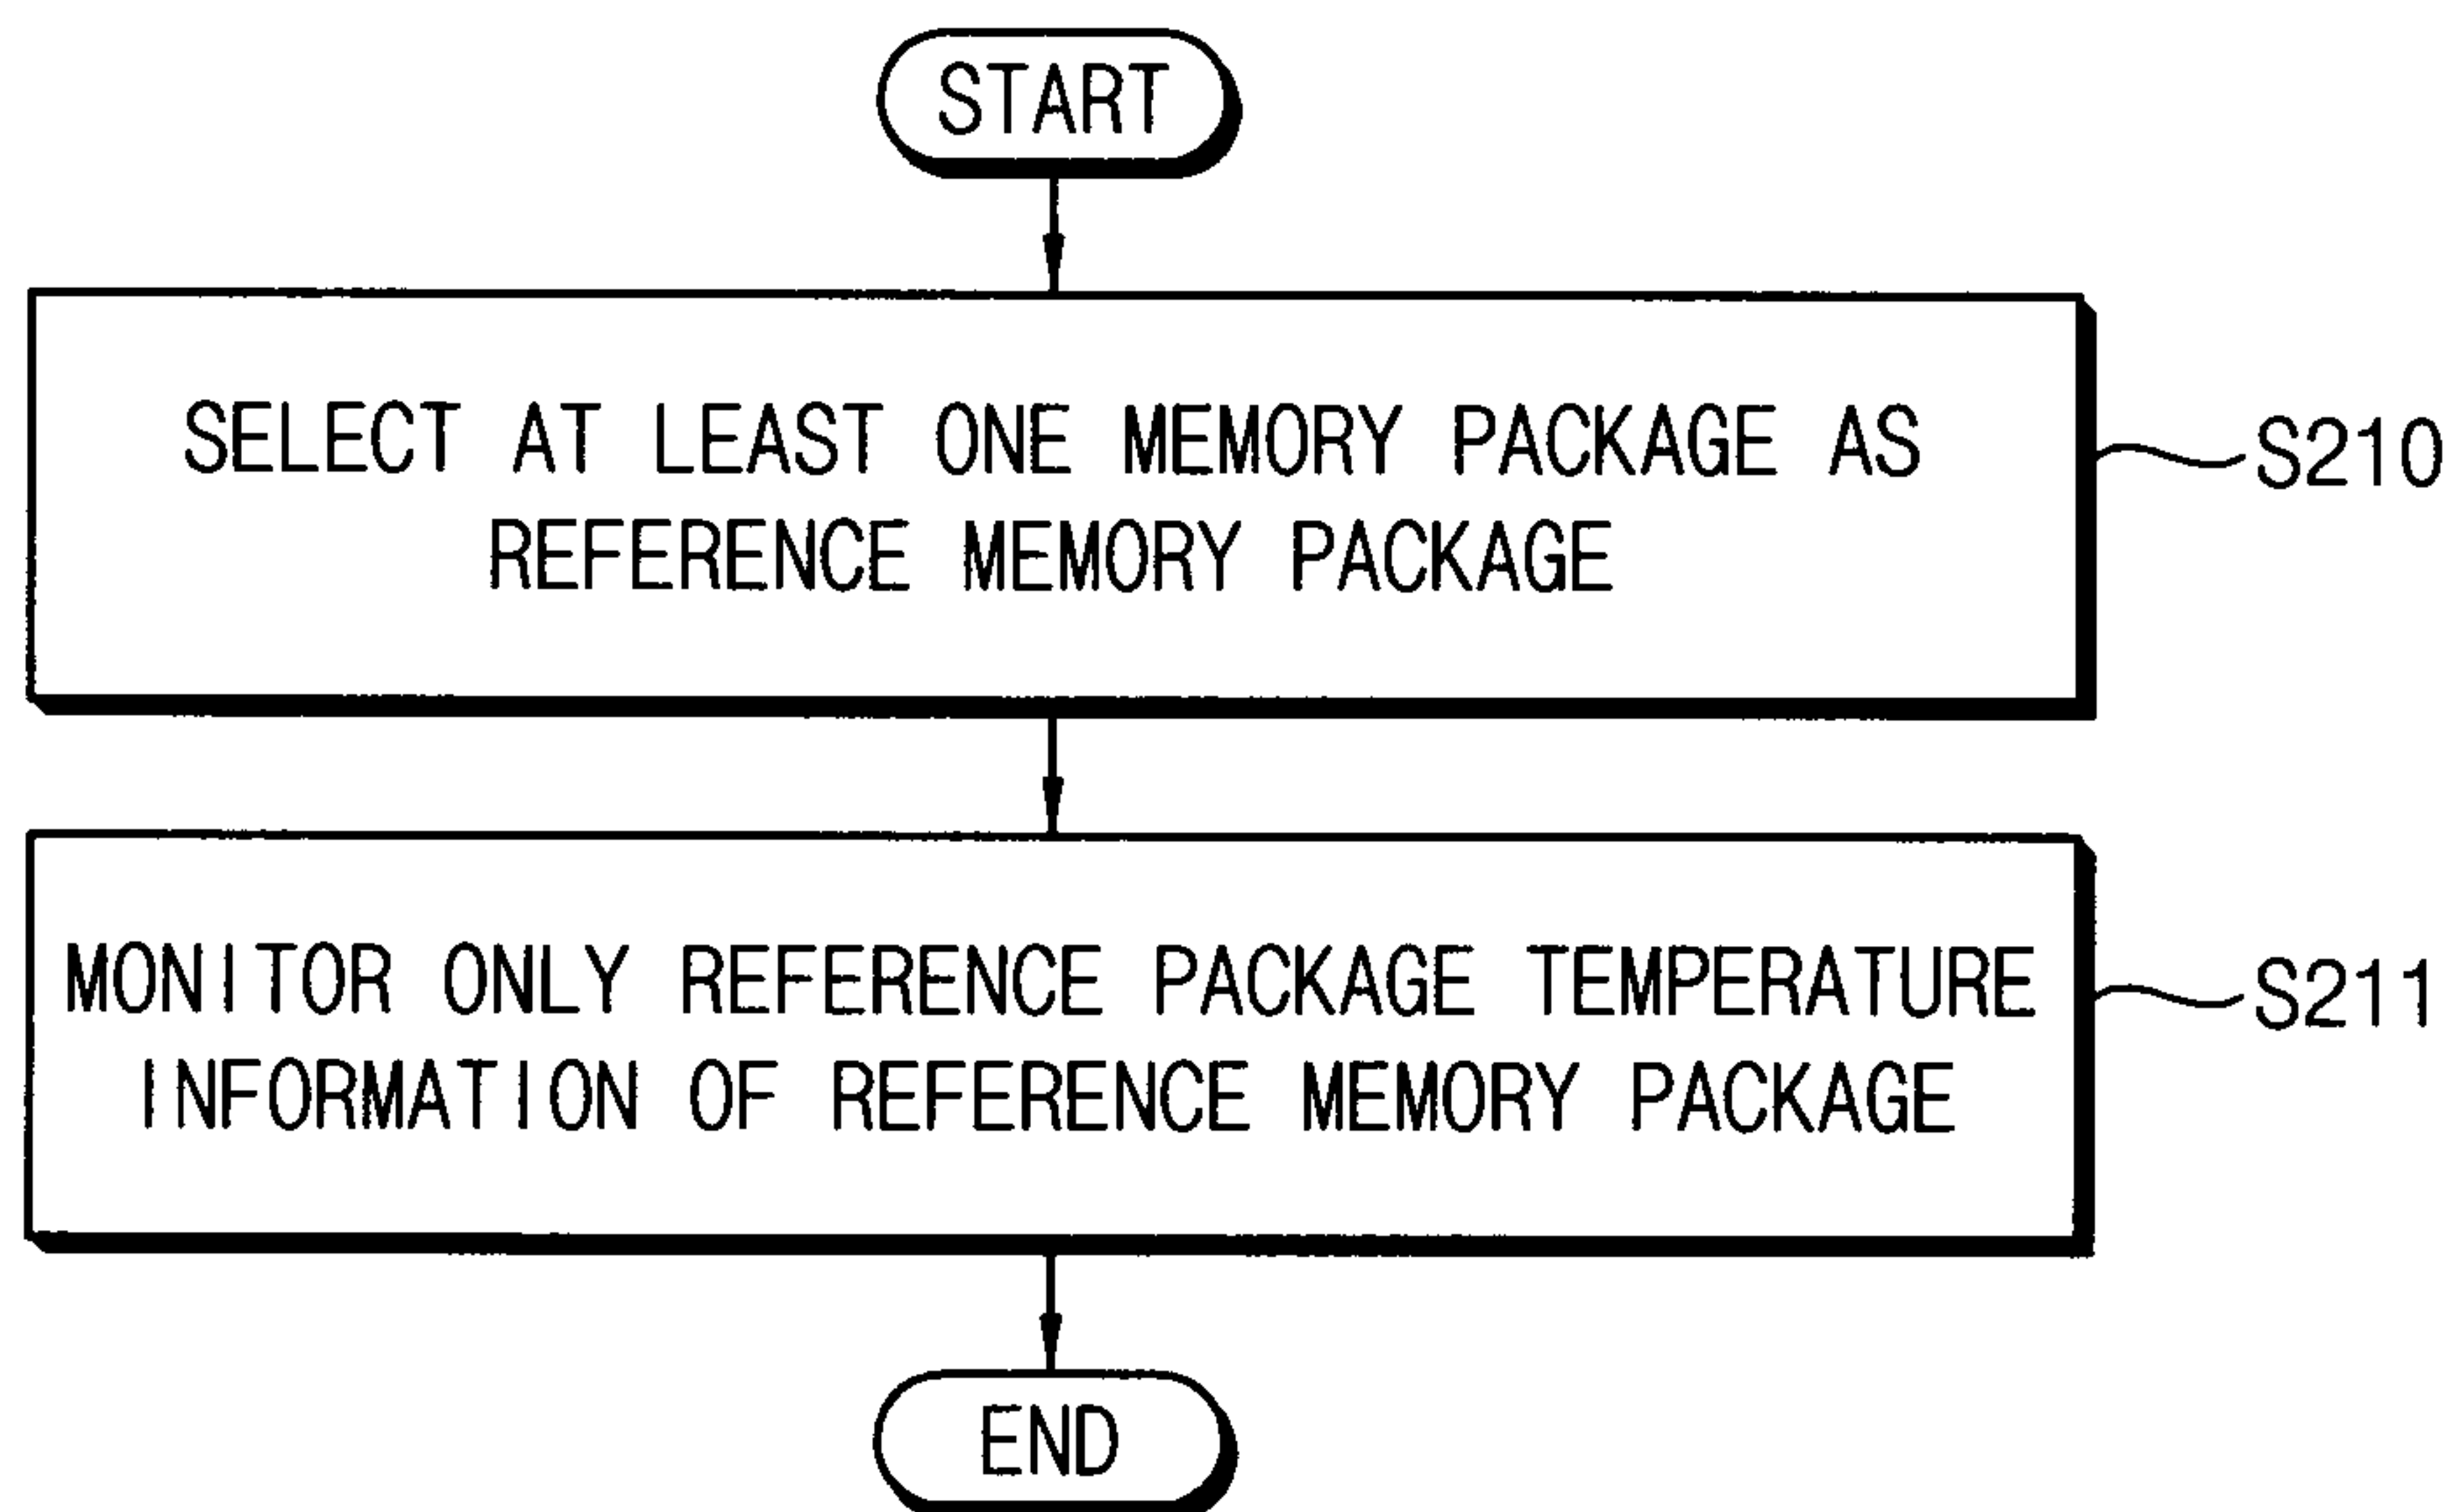 START
SELECT AT LEAST ONE MEMORY PACKAGE AS
REFERENCE MEMORY PACKAGE
S210
MONITOR ONLY REFERENCE PACKAGE TEMPERATURE
INFORMATION OF REFERENCE MEMORY PACKAGE
S211
END